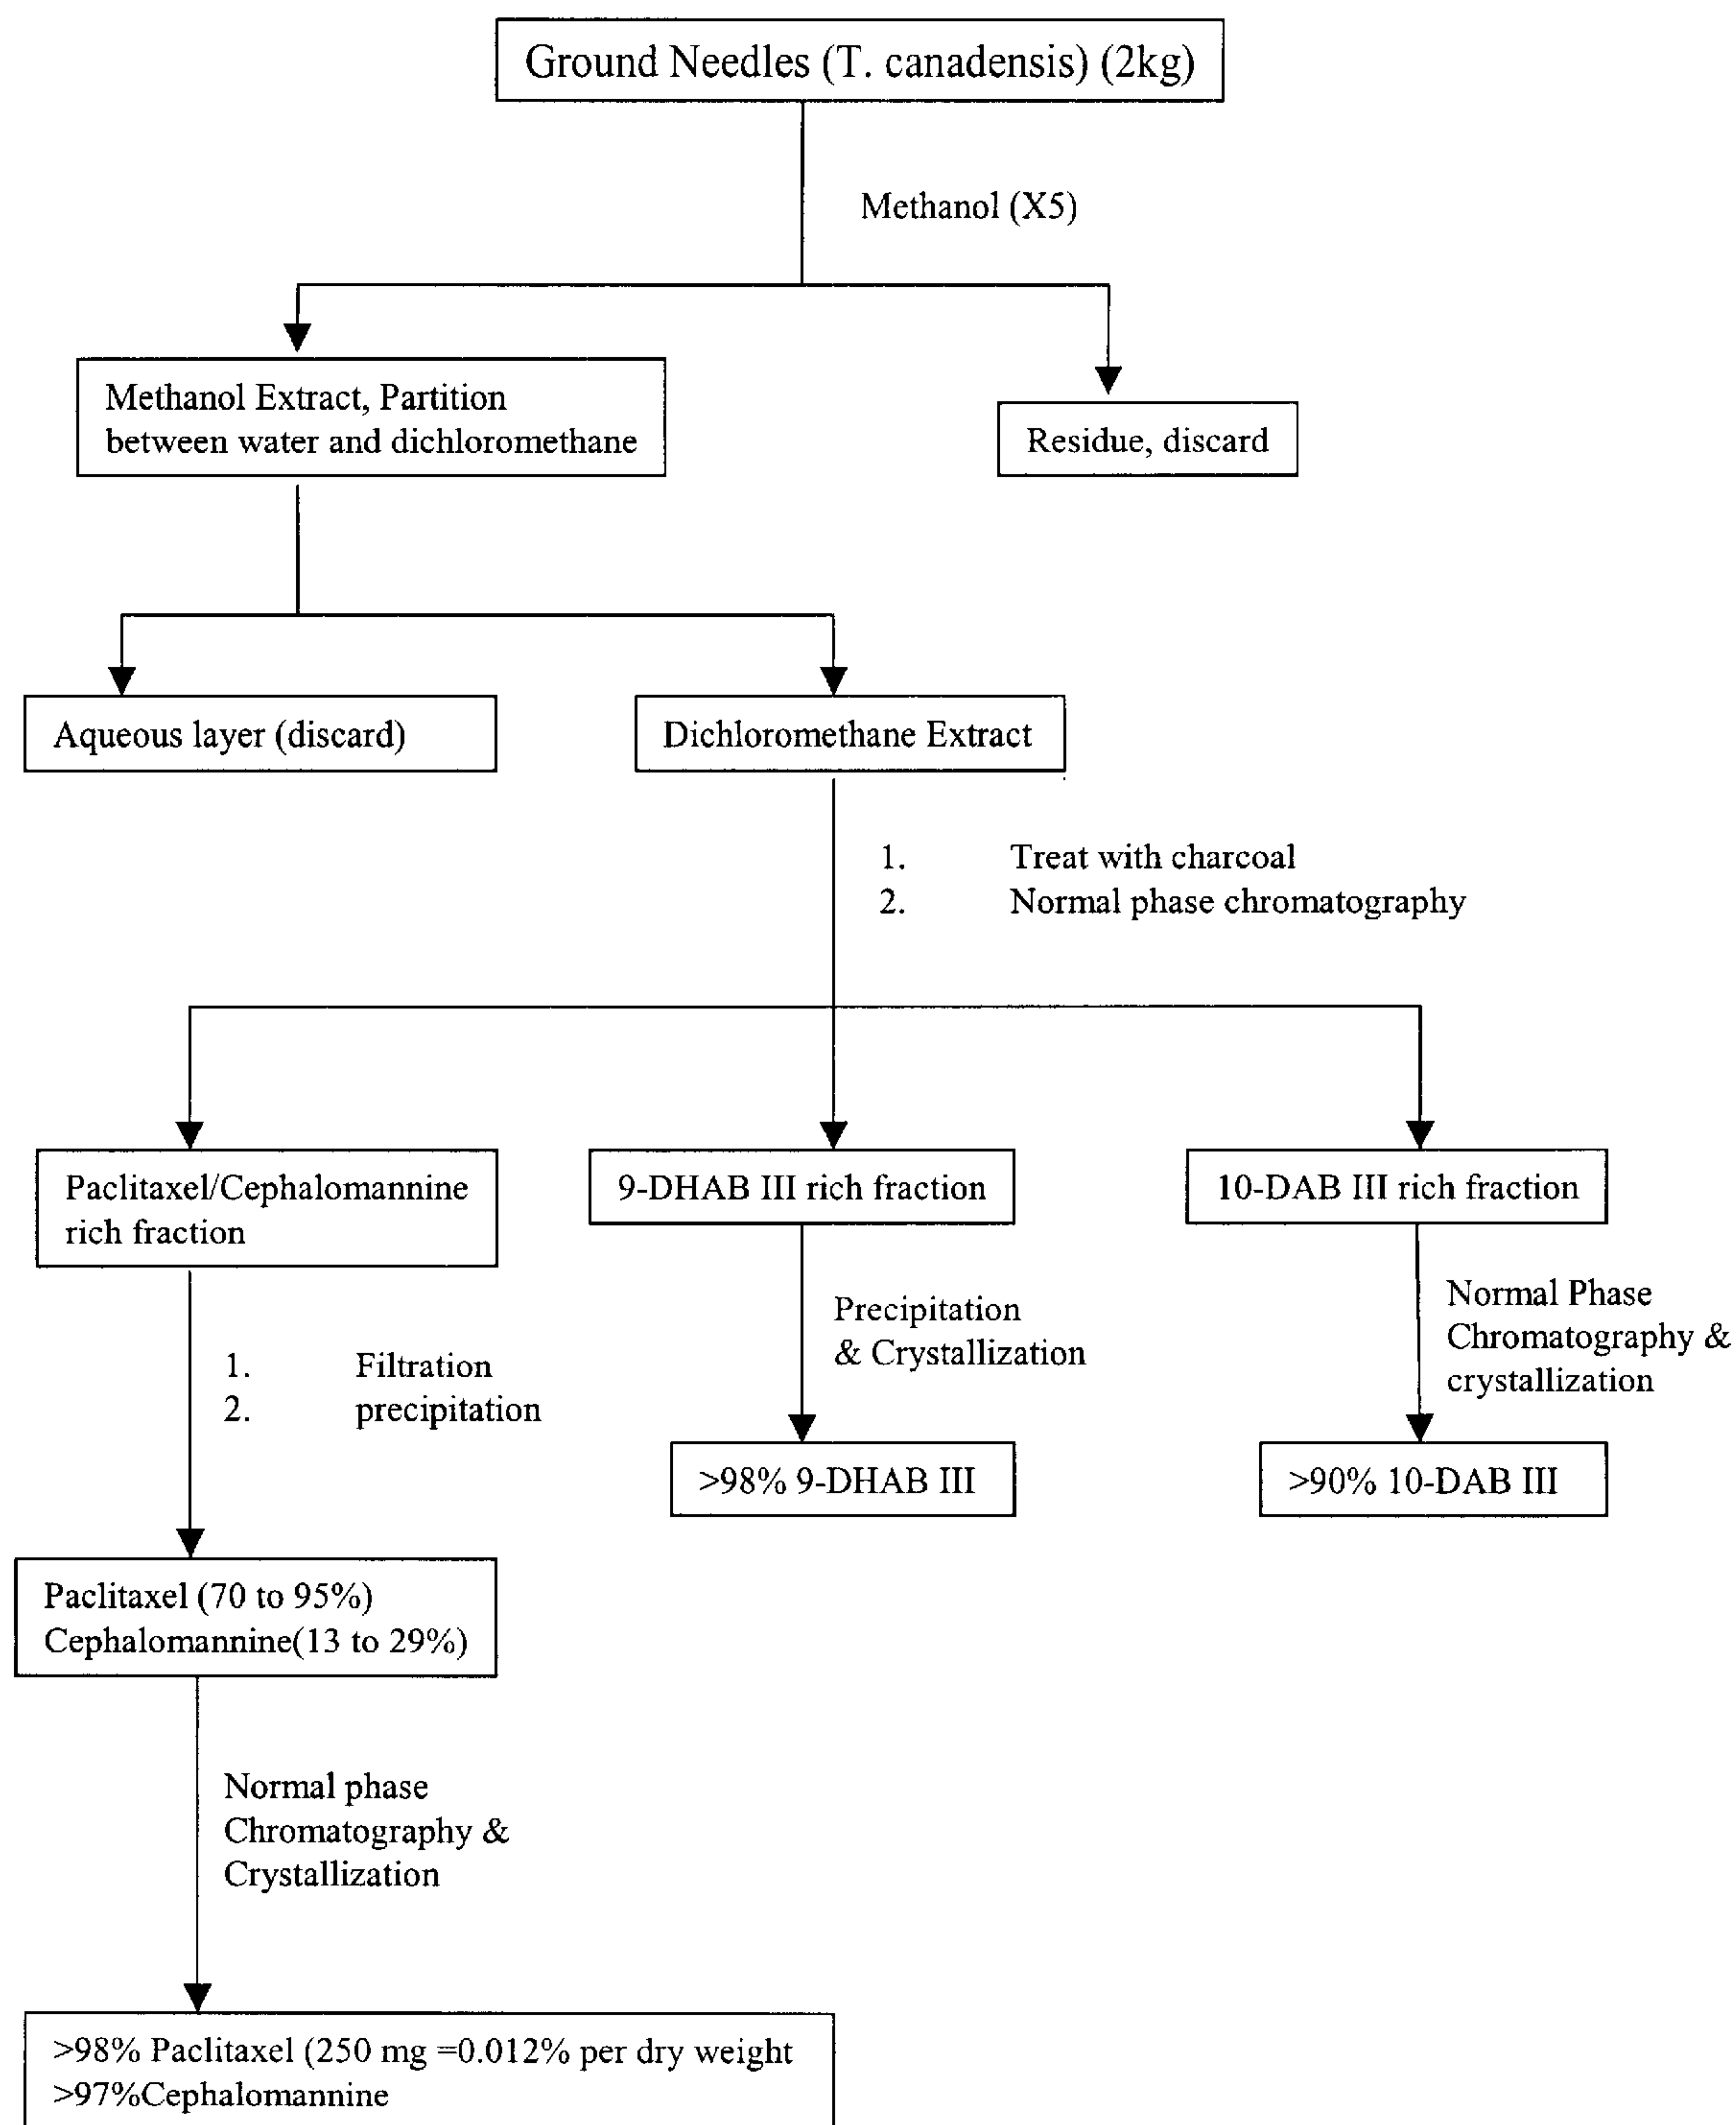 Ground Needles (T. canadensis) (2kg)
Methanol (X5)
Methanol Extract, Partition
between water and dichloromethane
Residue, discard
Aqueous layer (discard)
Dichloromethane Extract
1. Treat with charcoal
2. Normal phase chromatography
Paclitaxel/Cephalomannine
rich fraction
9-DHAB III rich fraction
10-DAB III rich fraction
1. Filtration
2. precipitation
Precipitation
& Crystallization
Normal Phase
Chromatography &
crystallization
>98% 9-DHAB III
>90% 10-DAB III
Paclitaxel (70 to 95%)
Cephalomannine(13 to 29%)
Normal phase
Chromatography &
Crystallization
>98% Paclitaxel (250 mg =0.012% per dry weight
>97%Cephalomannine